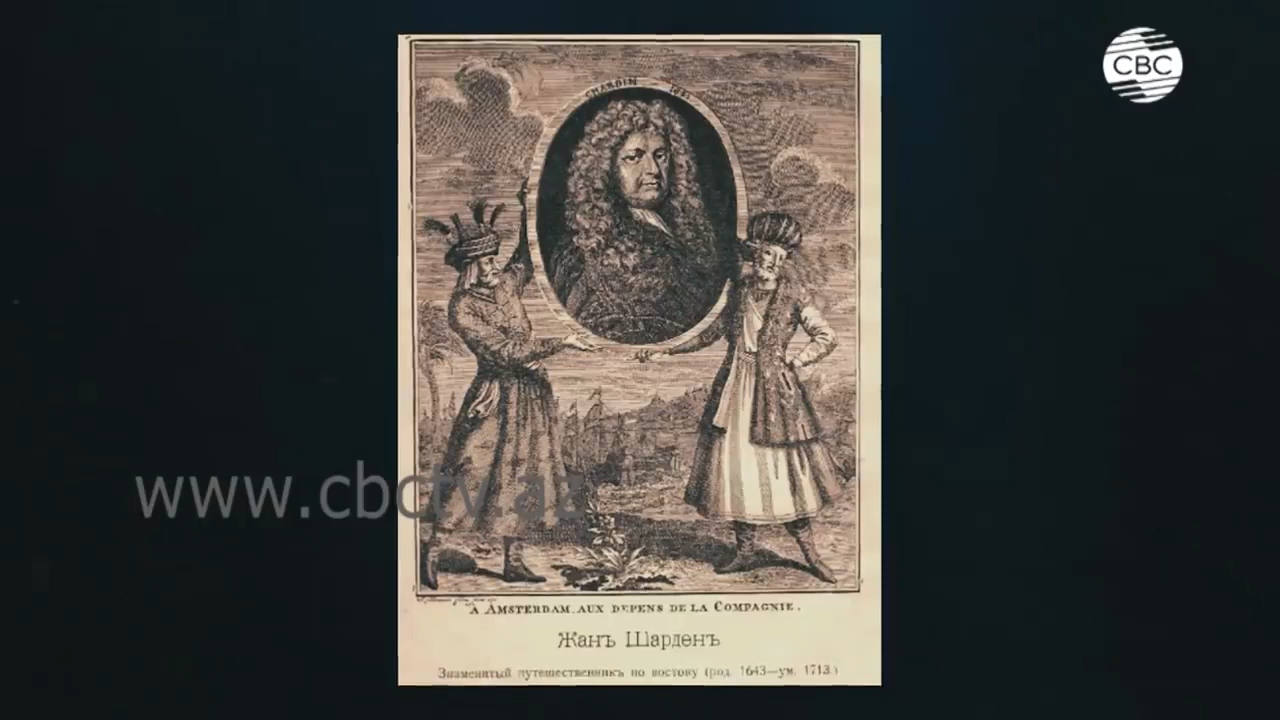 CBC
CHARDIN
www.cbctv.az
A AMSTERDAM, AUX DEPENS DE LA COMPAGNIE.
Жанъ Шарденъ
Знаменитый путешественникъ по востоку (род. 1643—ум. 1713.)